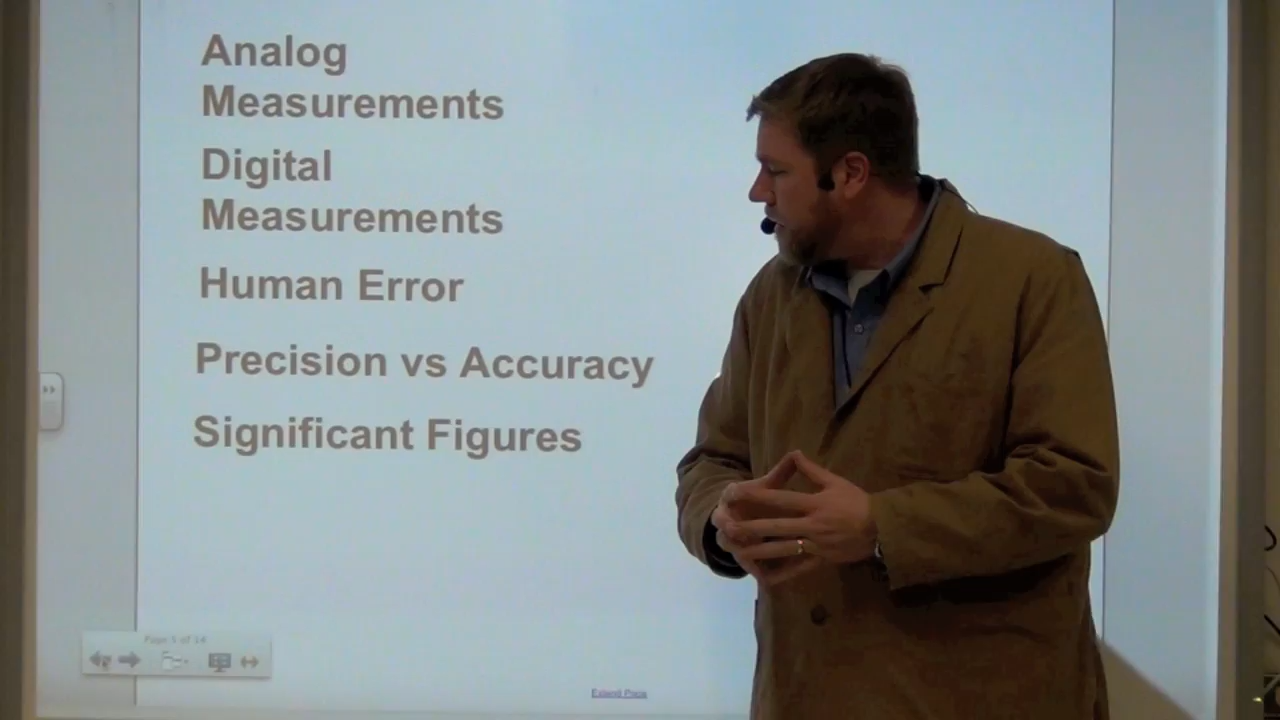 Analog
Measurements
Digital
Measurements
Human Error
Precision vs Accuracy
Significant Figures
Page 5 of 14
Extend Page